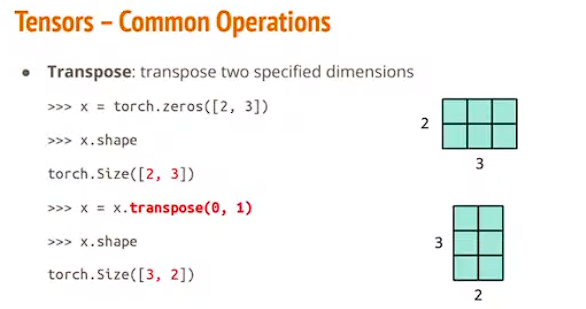 Tensors – Common Operations
● Transpose: transpose two specified dimensions
>>> x = torch.zeros([2, 3])
>>> x.shape
torch.Size([2, 3])
>>> x = x.transpose(0, 1)
>>> x.shape
torch.Size([3, 2])
2
3
3
2